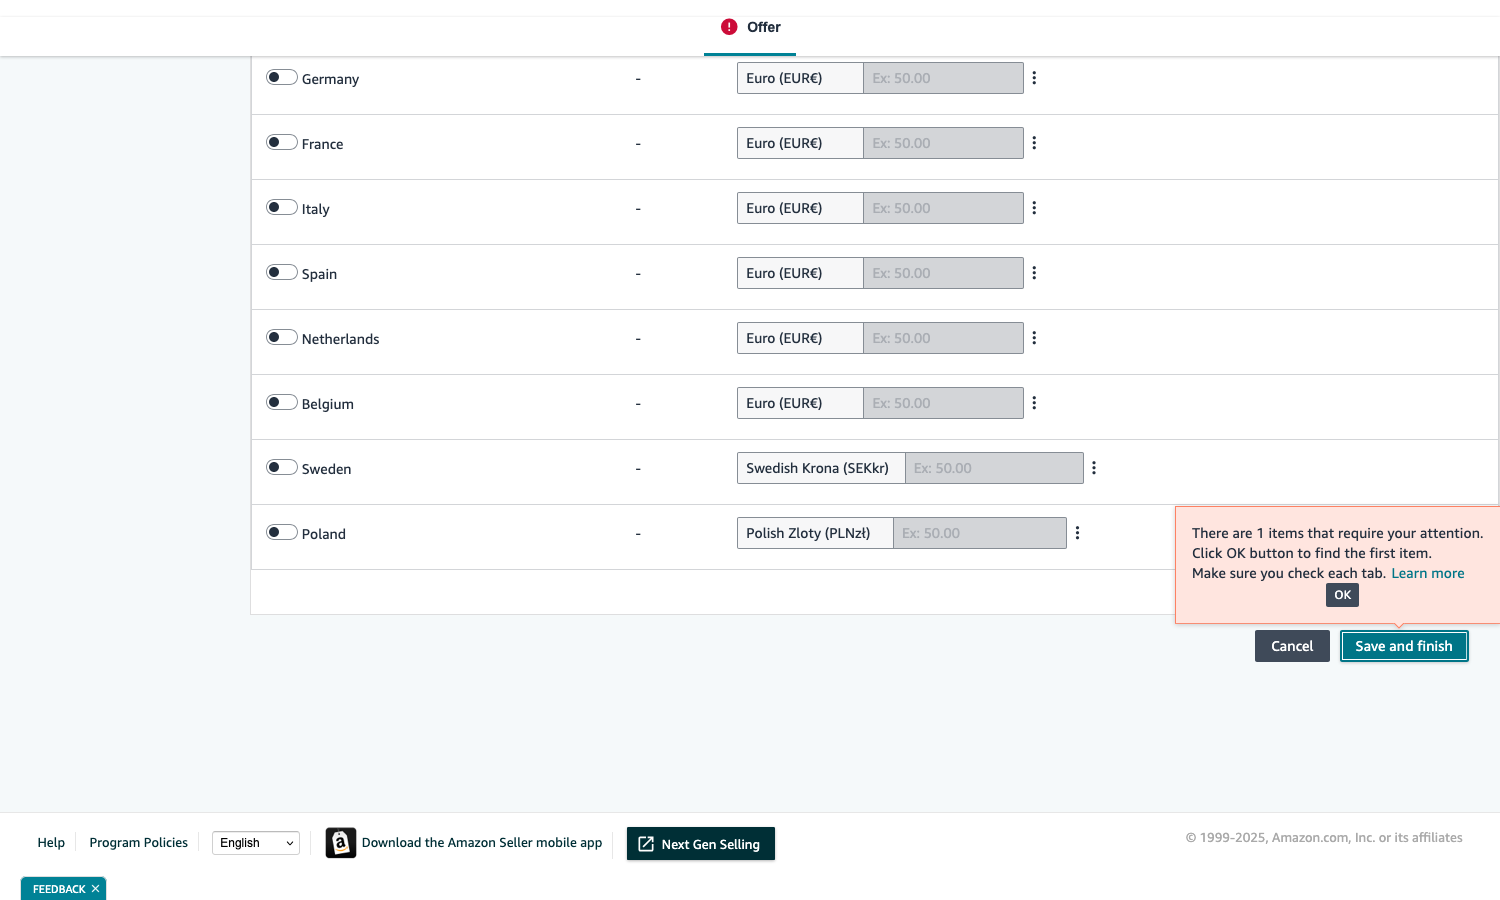 Offer
Germany - Euro (EUR€) Ex: 50.00
France - Euro (EUR€) Ex: 50.00
Italy - Euro (EUR€) Ex: 50.00
Spain - Euro (EUR€) Ex: 50.00
Netherlands - Euro (EUR€) Ex: 50.00
Belgium - Euro (EUR€) Ex: 50.00
Sweden - Swedish Krona (SEKkr) Ex: 50.00
Poland - Polish Zloty (PLNzł) Ex: 50.00
There are 1 items that require your attention.
Click OK button to find the first item.
Make sure you check each tab. Learn more
OK
Cancel Save and finish
Help Program Policies English Download the Amazon Seller mobile app Next Gen Selling © 1999-2025, Amazon.com, Inc. or its affiliates
FEEDBACK